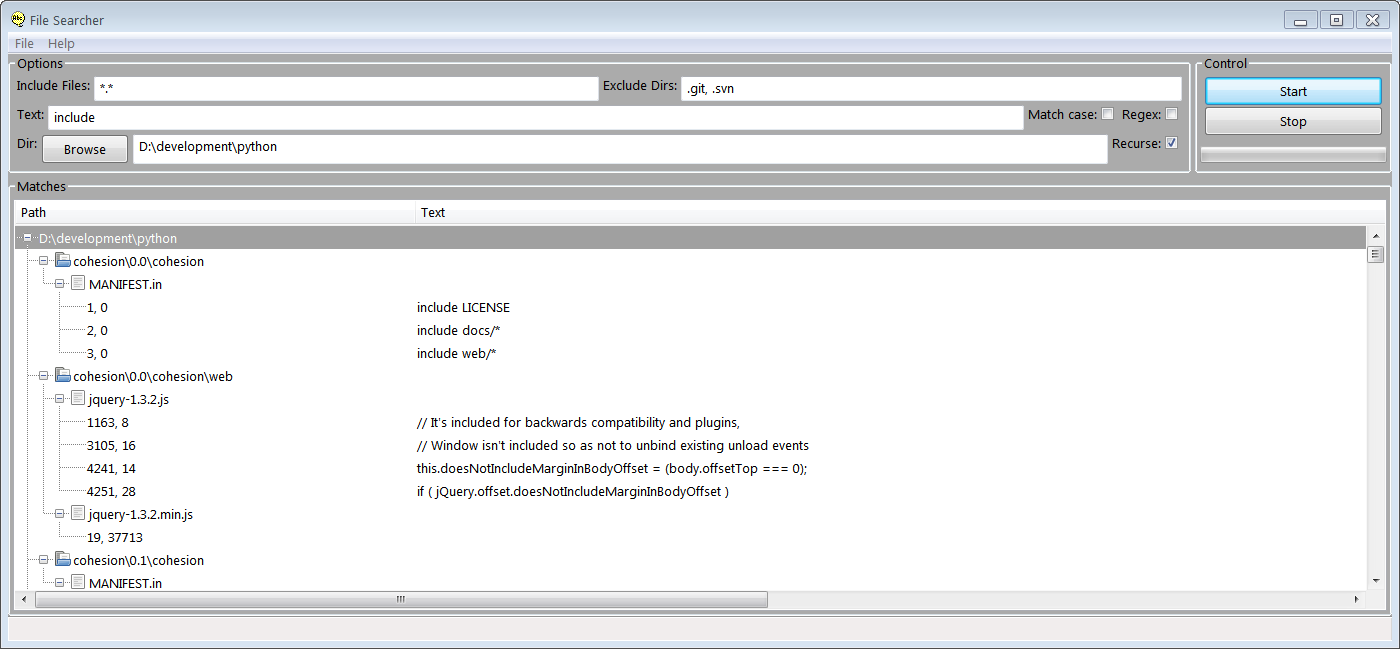 File Searcher
File Help
Options
Control
Include Files: *.* Exclude Dirs: .git, .svn
Start
Text: include Match case: Regex:
Stop
Dir: Browse D:\development\python Recurse:
Matches
Path Text
D:\development\python
cohesion\0.0\cohesion
MANIFEST.in
1, 0 include LICENSE
2, 0 include docs/*
3, 0 include web/*
cohesion\0.0\cohesion\web
jquery-1.3.2.js
1163, 8 // It's included for backwards compatibility and plugins,
3105, 16 // Window isn't included so as not to unbind existing unload events
4241, 14 this.doesNotIncludeMarginInBodyOffset = (body.offsetTop === 0);
4251, 28 if ( jQuery.offset.doesNotIncludeMarginInBodyOffset )
jquery-1.3.2.min.js
19, 37713
cohesion\0.1\cohesion
MANIFEST.in